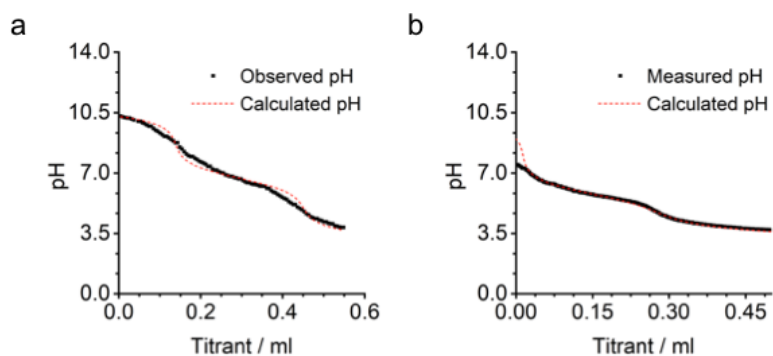 a
14.0
10.5
7.0
3.5
0.0
pH
Observed pH
Calculated pH
0.0 0.2 0.4 0.6
Titrant / ml
b
14.0
10.5
7.0
3.5
0.0
pH
Measured pH
Calculated pH
0.00 0.15 0.30 0.45
Titrant / ml